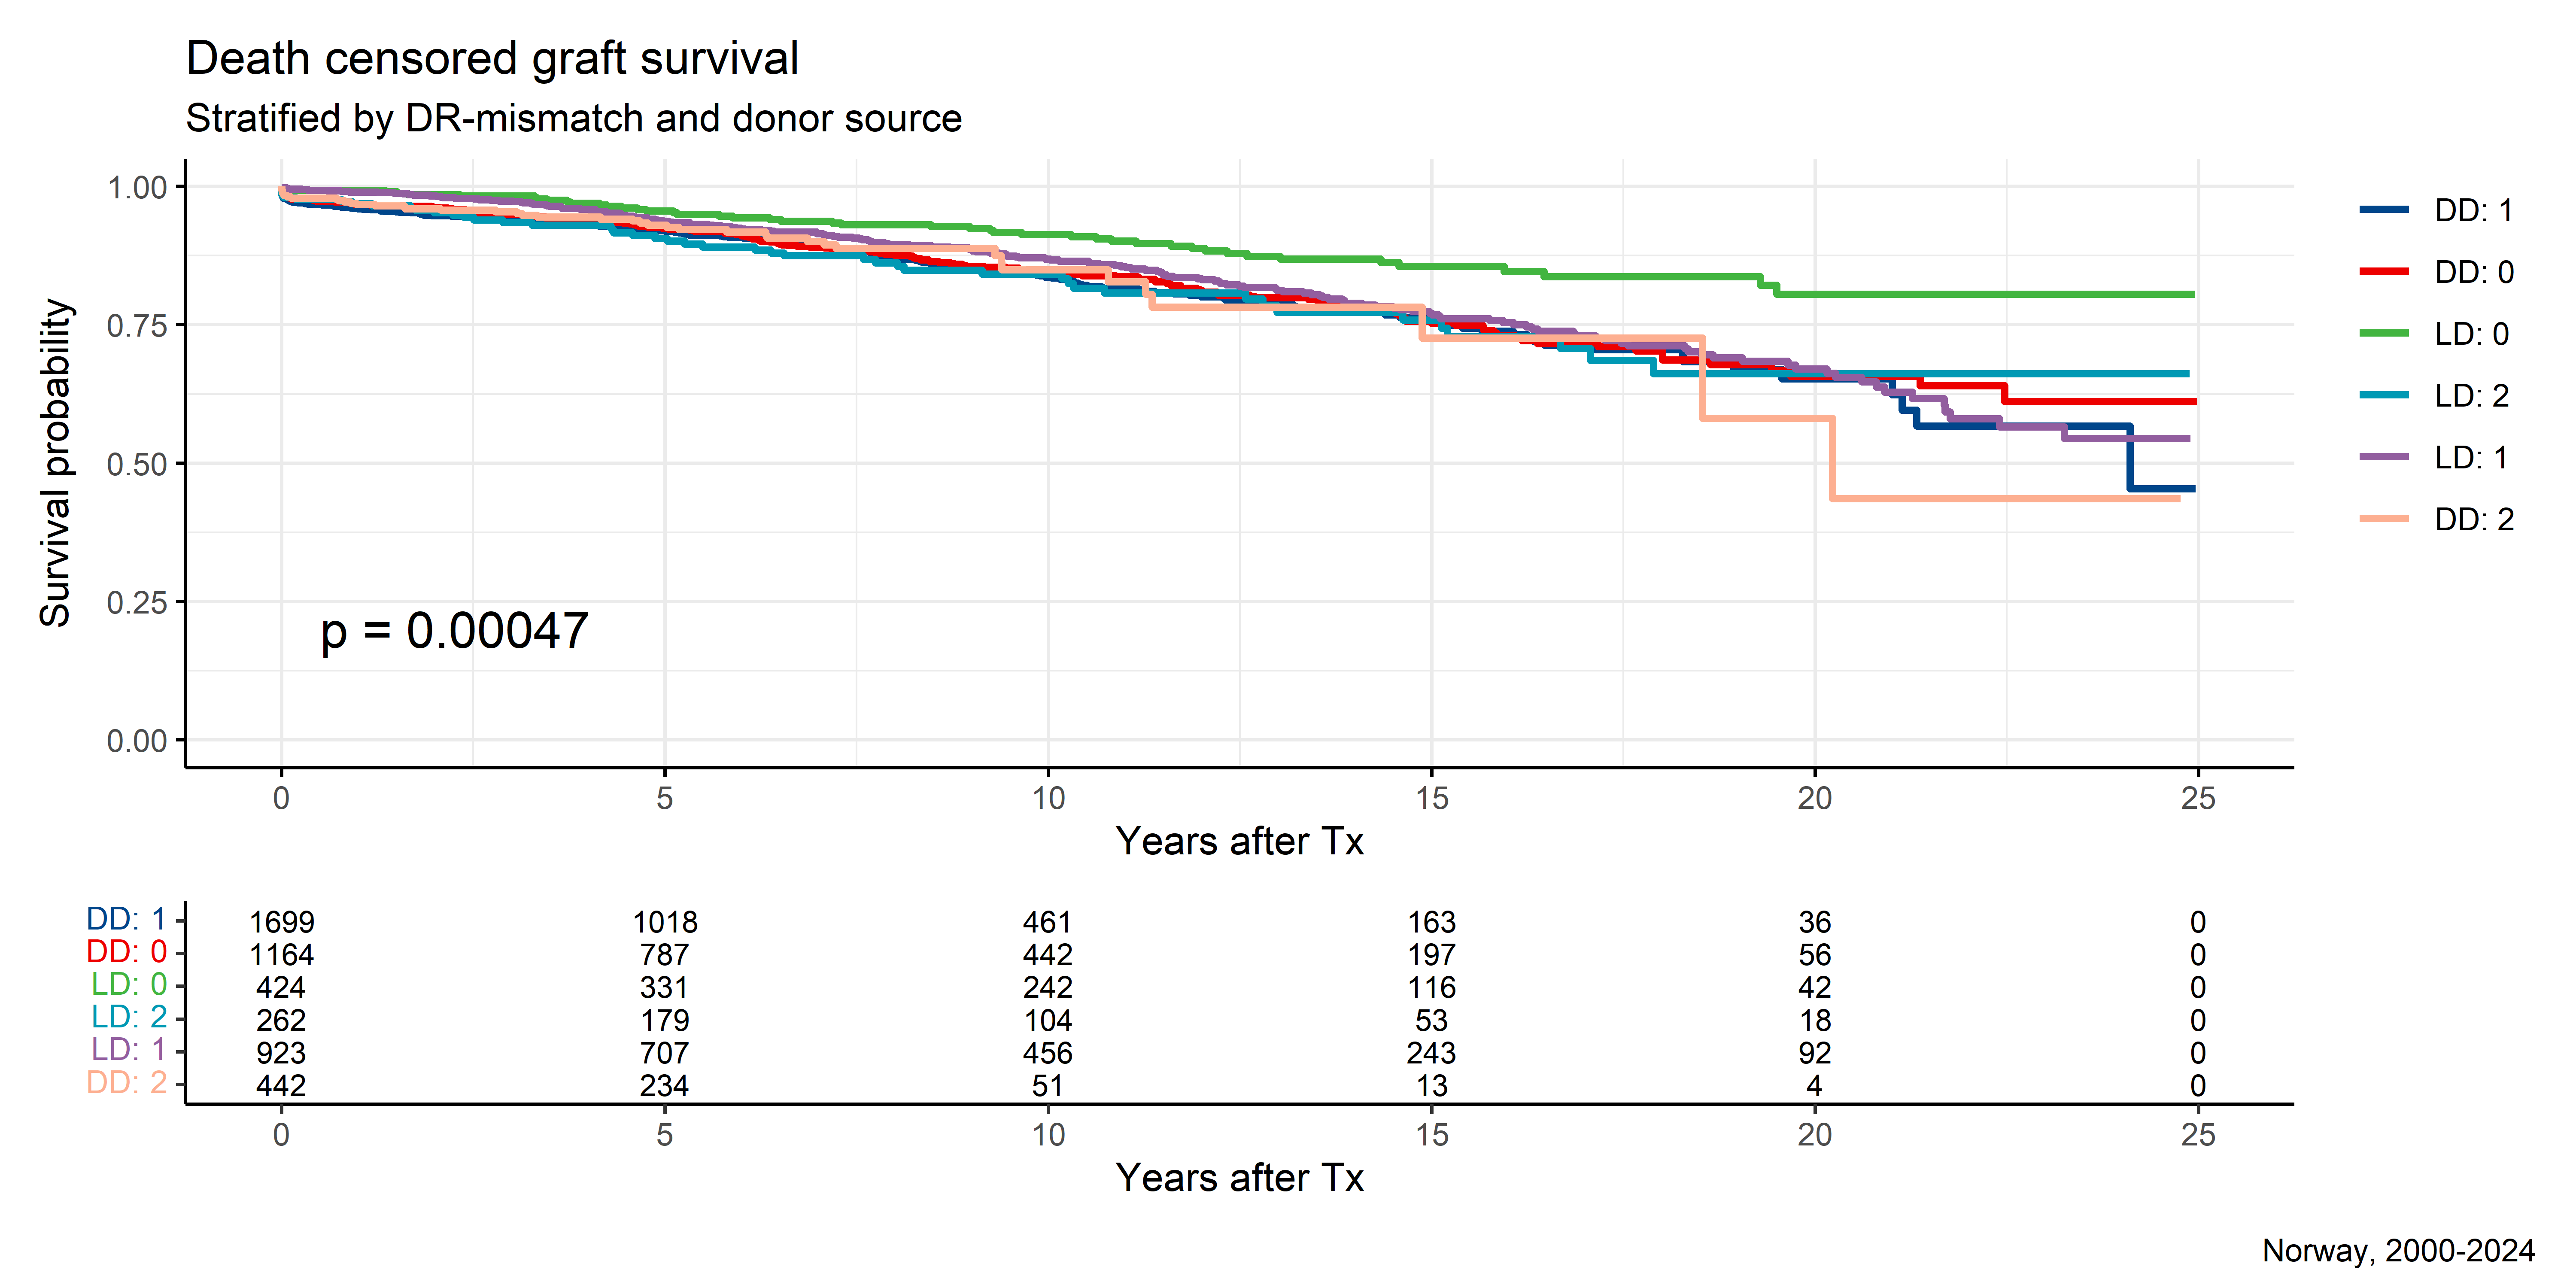 Death censored graft survival
Stratified by DR-mismatch and donor source
1.00
0.75
0.50
0.25
0.00
Survival probability
p = 0.00047
0 5 10 15 20 25
Years after Tx
DD: 1
DD: 0
LD: 0
LD: 2
LD: 1
DD: 2
DD: 1 1699 1018 461 163 36 0
DD: 0 1164 787 442 197 56 0
LD: 0 424 331 242 116 42 0
LD: 2 262 179 104 53 18 0
LD: 1 923 707 456 243 92 0
DD: 2 442 234 51 13 4 0
0 5 10 15 20 25
Years after Tx
Norway, 2000-2024